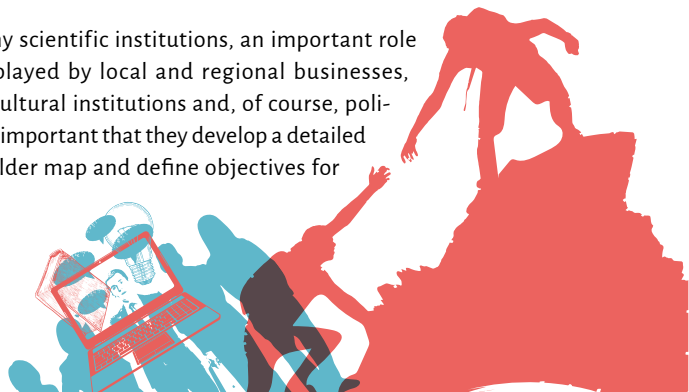 ny scientific institutions, an important role
played by local and regional businesses,
ultural institutions and, of course, poli-
important that they develop a detailed
lder map and define objectives for